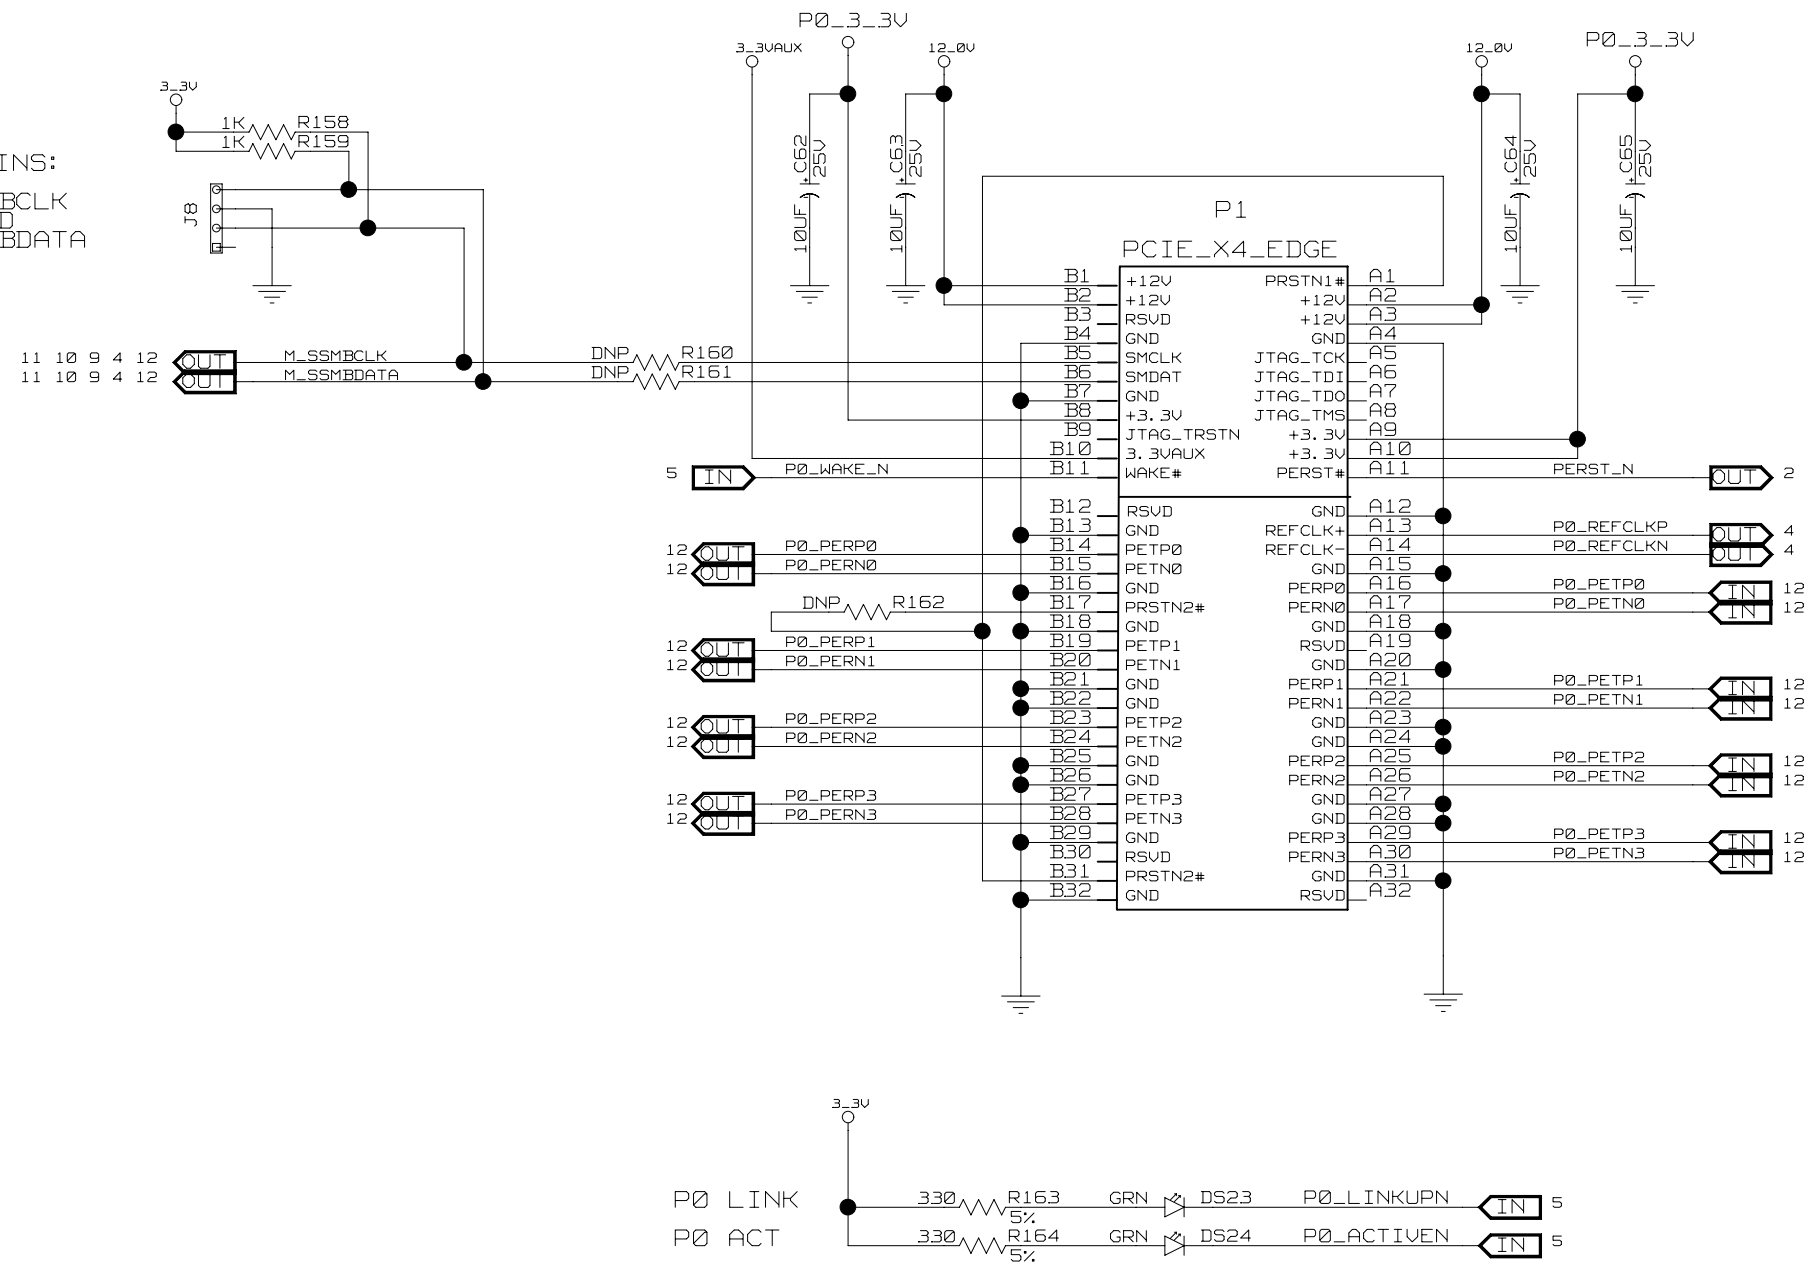 P0_3_3V
3_3VAUX
12_0V
12_0V
P0_3_3V
3_3V
1K R158
1K R159
INS:
BCLK
D
BDATA
J8
10UF C62 25V
10UF C63 25V
10UF C64 25V
10UF C65 25V
P1
PCIE_X4_EDGE
B1 +12V PRSTN1# A1
B2 +12V +12V A2
B3 RSVD +12V A3
B4 GND GND A4
11 10 9 4 12 OUT M_SSMBCLK DNP R160 B5 SMCLK JTAG_TCK A5
11 10 9 4 12 OUT M_SSMBDATA DNP R161 B6 SMDAT JTAG_TDI A6
B7 GND JTAG_TDO A7
B8 +3.3V JTAG_TMS A8
B9 JTAG_TRSTN +3.3V A9
B10 3.3VAUX +3.3V A10
5 IN P0_WAKE_N B11 WAKE# PERST# A11 PERST_N OUT 2
B12 RSVD GND A12
B13 GND REFCLK+ A13 P0_REFCLKP OUT 4
12 OUT P0_PERP0 B14 PETP0 REFCLK- A14 P0_REFCLKN OUT 4
12 OUT P0_PERN0 B15 PETN0 GND A15
B16 GND PERP0 A16 P0_PETP0 IN 12
DNP R162 B17 PRSTN2# PERN0 A17 P0_PETN0 IN 12
B18 GND GND A18
12 OUT P0_PERP1 B19 PETP1 RSVD A19
12 OUT P0_PERN1 B20 PETN1 GND A20
B21 GND PERP1 A21 P0_PETP1 IN 12
B22 GND PERN1 A22 P0_PETN1 IN 12
12 OUT P0_PERP2 B23 PETP2 GND A23
12 OUT P0_PERN2 B24 PETN2 GND A24
B25 GND PERP2 A25 P0_PETP2 IN 12
B26 GND PERN2 A26 P0_PETN2 IN 12
12 OUT P0_PERP3 B27 PETP3 GND A27
12 OUT P0_PERN3 B28 PETN3 GND A28
B29 GND PERP3 A29 P0_PETP3 IN 12
B30 RSVD PERN3 A30 P0_PETN3 IN 12
B31 PRSTN2# GND A31
B32 GND RSVD A32
3_3V
P0 LINK 330 R163 5% GRN DS23 P0_LINKUPN IN 5
P0 ACT 330 R164 5% GRN DS24 P0_ACTIVEN IN 5